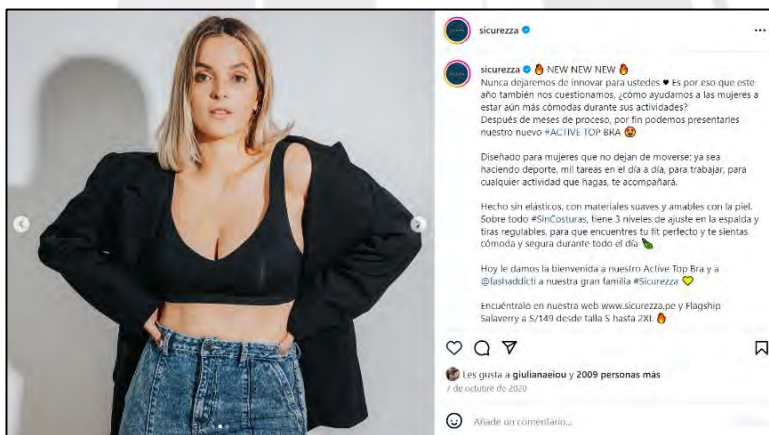 sicurezza
sicurezza 🔥 NEW NEW NEW 🔥
Nunca dejaremos de innovar para ustedes ♥ Es por eso que este
año también nos cuestionamos, ¿cómo ayudamos a las mujeres a
estar aún más cómodas durante sus actividades?
Después de meses de proceso, por fin podemos presentarles
nuestro nuevo #ACTIVE TOP BRA 🤩
Diseñado para mujeres que no dejan de moverse; ya sea
haciendo deporte, mil tareas en el día a día, para trabajar, para
cualquier actividad que hagas, te acompañará.
Hecho sin elásticos, con materiales suaves y amables con la piel.
Sobre todo #SinCosturas, tiene 3 niveles de ajuste en la espalda y
tiras regulables, para que encuentres tu fit perfecto y te sientas
cómoda y segura durante todo el día
Hoy le damos la bienvenida a nuestro Active Top Bra y a
@fashaddicti a nuestra gran familia #Sicurezza 💛
Encuéntralo en nuestra web www.sicurezza.pe y Flagship
Salaverry a S/149 desde talla S hasta 2XL 🔥
Les gusta a giulianaeiou y 2009 personas más
7 de octubre de 2020
Añade un comentario...